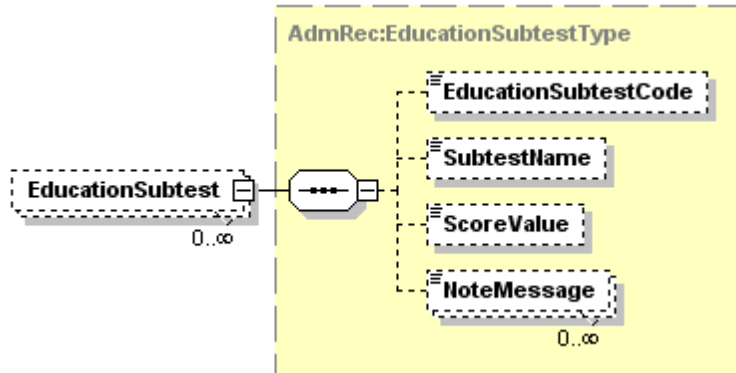 AdmRec:EducationSubtestType
EducationSubtestCode
SubtestName
EducationSubtest
0..∞
ScoreValue
NoteMessage
0..∞